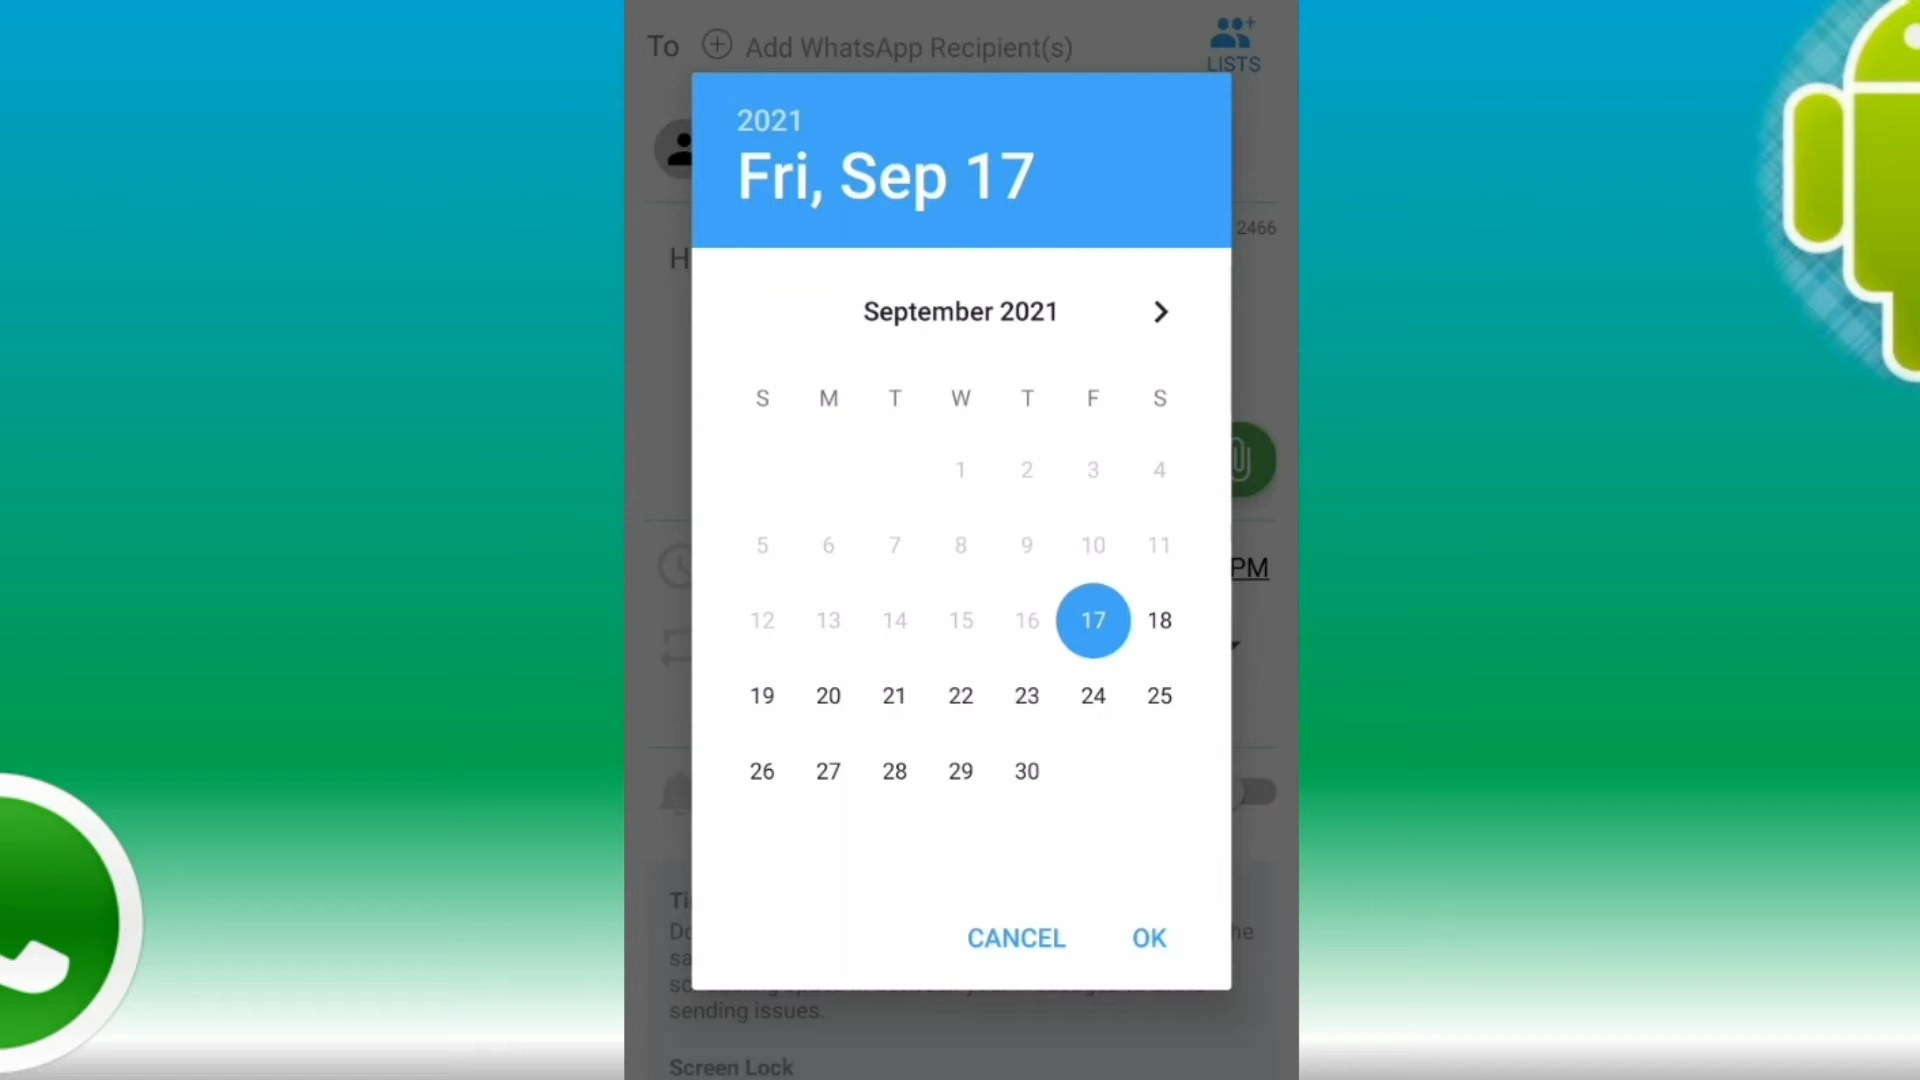 To Add WhatsApp Recipient(s)
LISTS
2021
Fri, Sep 17
2466
H
September 2021
S M T W T F S
1 2 3 4
5 6 7 8 9 10 11
PM
12 13 14 15 16 17 18
19 20 21 22 23 24 25
26 27 28 29 30
CANCEL OK
sending issues.
Screen Lock